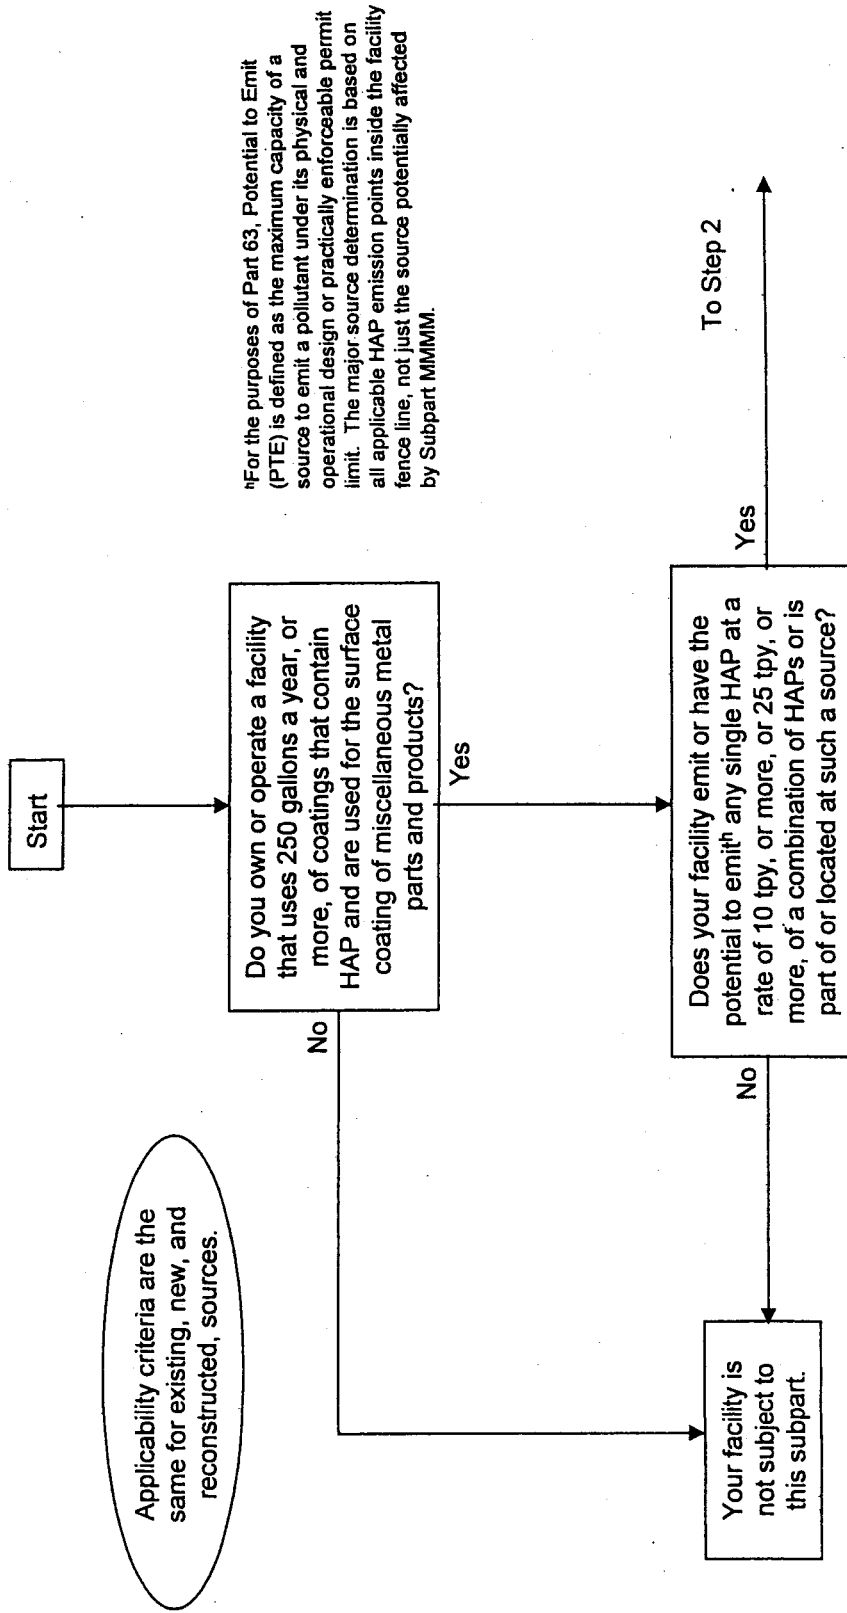 Start
Applicability criteria are the
same for existing, new, and
reconstructed, sources.
Do you own or operate a facility
that uses 250 gallons a year, or
more, of coatings that contain
HAP and are used for the surface
coating of miscellaneous metal
parts and products?
No
Yes
ʰFor the purposes of Part 63, Potential to Emit
(PTE) is defined as the maximum capacity of a
source to emit a pollutant under its physical and
operational design or practically enforceable permit
limit. The major source determination is based on
all applicable HAP emission points inside the facility
fence line, not just the source potentially affected
by Subpart MMMM.
Does your facility emit or have the
potential to emitʰ any single HAP at a
rate of 10 tpy, or more, or 25 tpy, or
more, of a combination of HAPs or is
part of or located at such a source?
No
Yes
To Step 2
Your facility is
not subject to
this subpart.